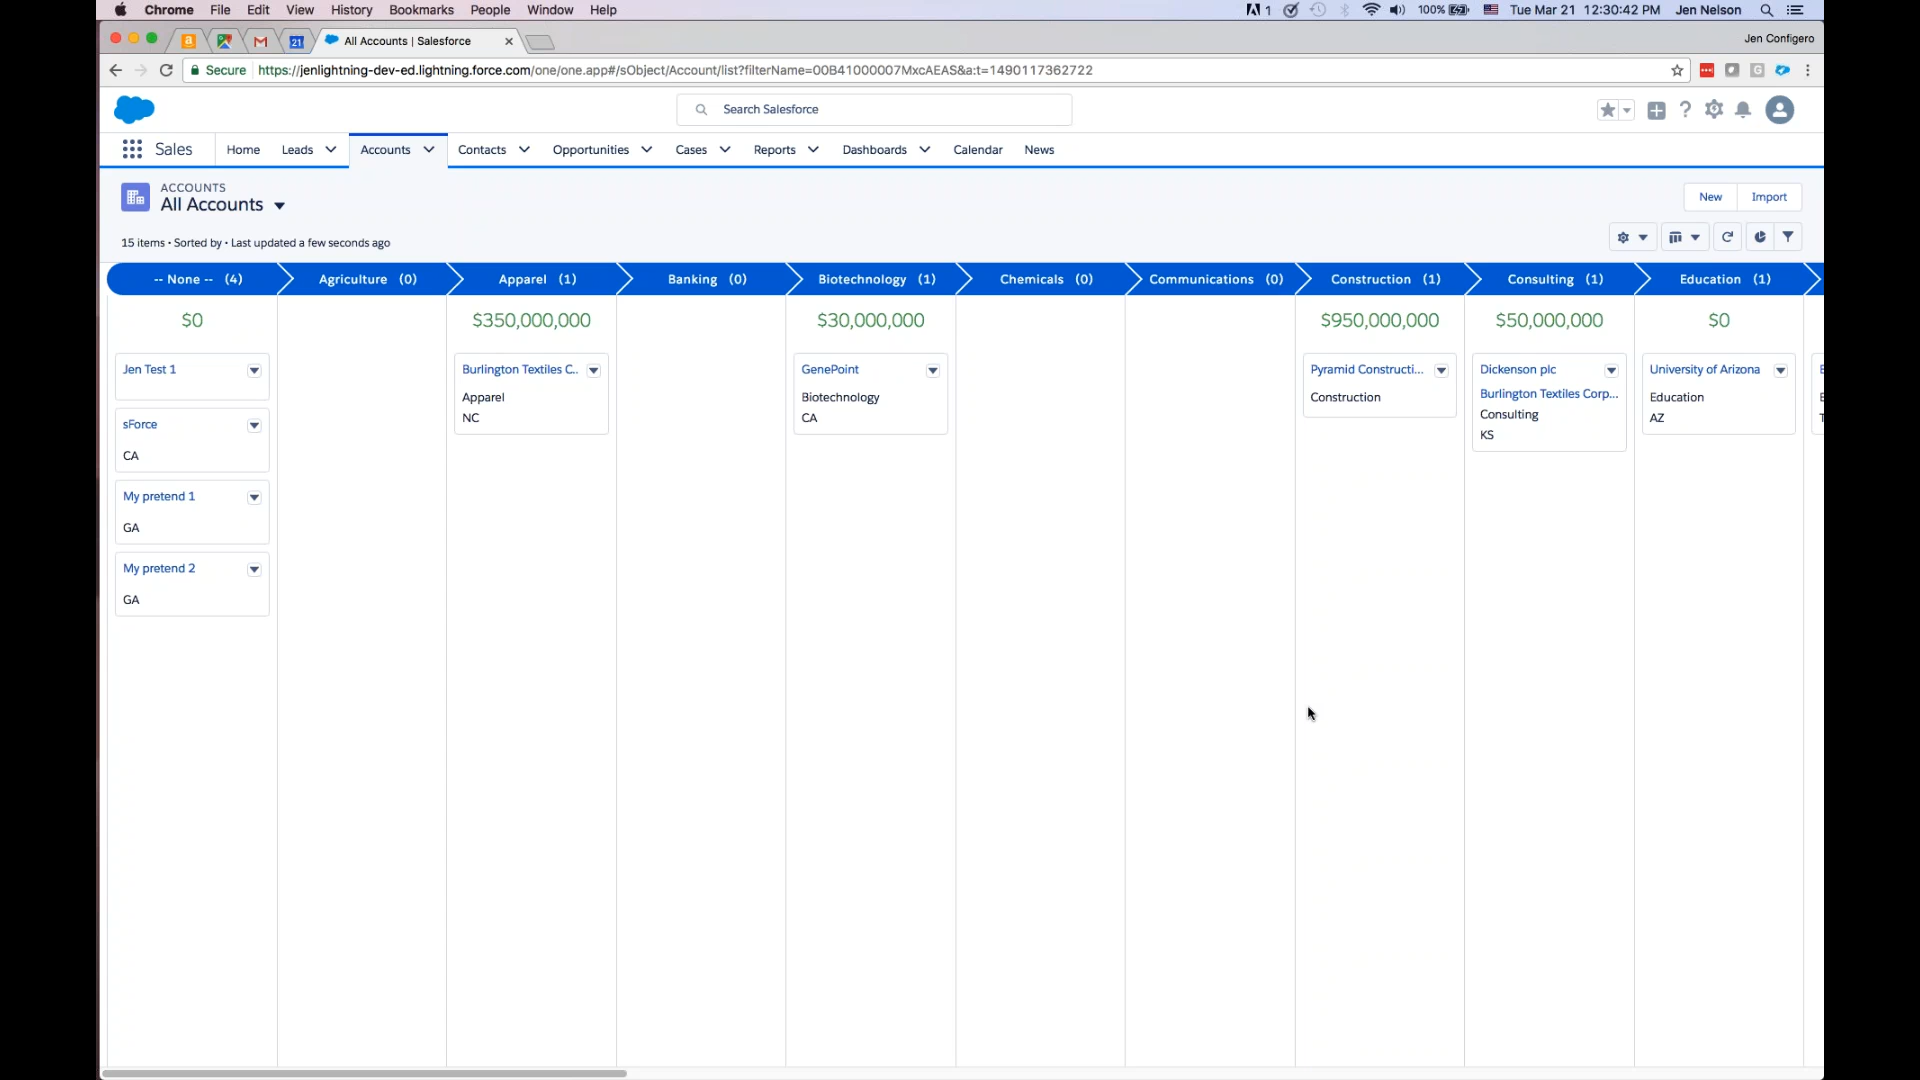 Chrome File Edit View History Bookmarks People Window Help 1 100% Tue Mar 21 12:30:42 PM Jen Nelson
a 21 All Accounts | Salesforce Jen Configero
Secure https://jenlightning-dev-ed.lightning.force.com/one/one.app#/sObject/Account/list?filterName=00B41000007MxcAEAS&a:t=1490117362722
Search Salesforce
Sales Home Leads Accounts Contacts Opportunities Cases Reports Dashboards Calendar News
ACCOUNTS
All Accounts
New Import
15 items • Sorted by • Last updated a few seconds ago
-- None -- (4) Agriculture (0) Apparel (1) Banking (0) Biotechnology (1) Chemicals (0) Communications (0) Construction (1) Consulting (1) Education (1)
$0 $350,000,000 $30,000,000 $950,000,000 $50,000,000 $0
Jen Test 1
sForce
CA
My pretend 1
GA
My pretend 2
GA
Burlington Textiles C..
Apparel
NC
GenePoint
Biotechnology
CA
Pyramid Constructi...
Construction
Dickenson plc
Burlington Textiles Corp...
Consulting
KS
University of Arizona
Education
AZ